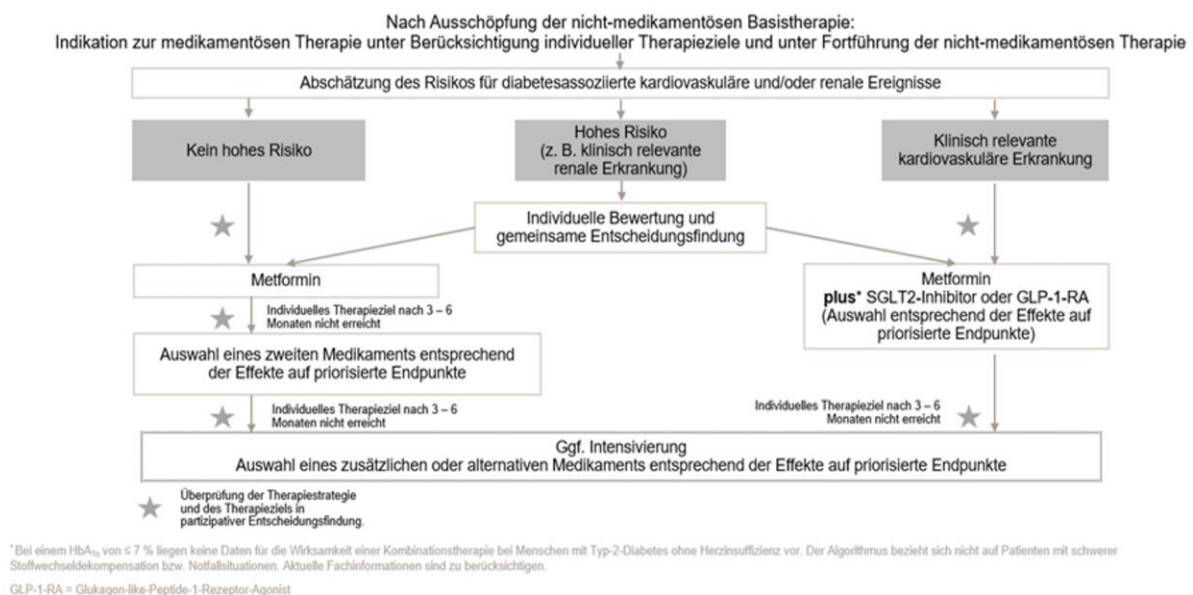 Nach Ausschöpfung der nicht-medikamentösen Basistherapie:
Indikation zur medikamentösen Therapie unter Berücksichtigung individueller Therapieziele und unter Fortführung der nicht-medikamentösen Therapie
Abschätzung des Risikos für diabetesassoziierte kardiovaskuläre und/oder renale Ereignisse
Kein hohes Risiko
Hohes Risiko
(z. B. klinisch relevante
renale Erkrankung)
Klinisch relevante
kardiovaskuläre Erkrankung
Individuelle Bewertung und
gemeinsame Entscheidungsfindung
Metformin
Metformin
plus* SGLT2-Inhibitor oder GLP-1-RA
(Auswahl entsprechend der Effekte auf
priorisierte Endpunkte)
Individuelles Therapieziel nach 3 – 6
Monaten nicht erreicht
Auswahl eines zweiten Medikaments entsprechend
der Effekte auf priorisierte Endpunkte
Individuelles Therapieziel nach 3 – 6
Monaten nicht erreicht
Individuelles Therapieziel nach 3 – 6
Monaten nicht erreicht
Ggf. Intensivierung
Auswahl eines zusätzlichen oder alternativen Medikaments entsprechend der Effekte auf priorisierte Endpunkte
Überprüfung der Therapiestrategie
und des Therapieziels in
partizipativer Entscheidungsfindung.
*Bei einem HbA1c von ≤ 7 % liegen keine Daten für die Wirksamkeit einer Kombinationstherapie bei Menschen mit Typ-2-Diabetes ohne Herzinsuffizienz vor. Der Algorithmus bezieht sich nicht auf Patienten mit schwerer
Stoffwechseldekompensation bzw. Notfallsituationen. Aktuelle Fachinformationen sind zu berücksichtigen.
GLP-1-RA = Glukagon-like-Peptide-1-Rezeptor-Agonist